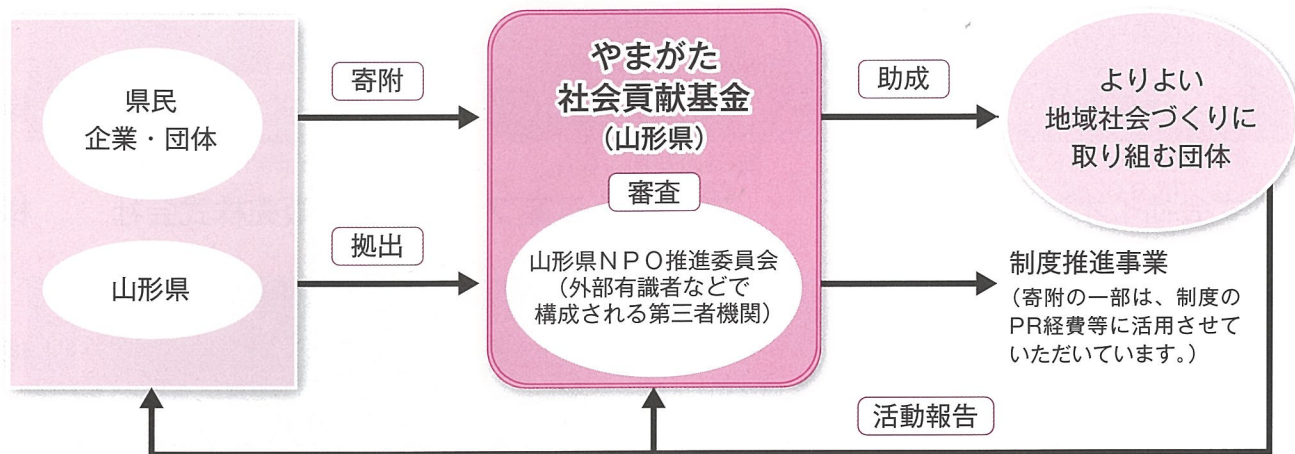 県民
企業・団体
山形県
寄附
拠出
やまがた
社会貢献基金
（山形県）
審査
山形県NPO推進委員会
（外部有識者などで
構成される第三者機関）
助成
よりよい
地域社会づくりに
取り組む団体
制度推進事業
（寄附の一部は、制度の
PR経費等に活用させて
いただいています。）
活動報告